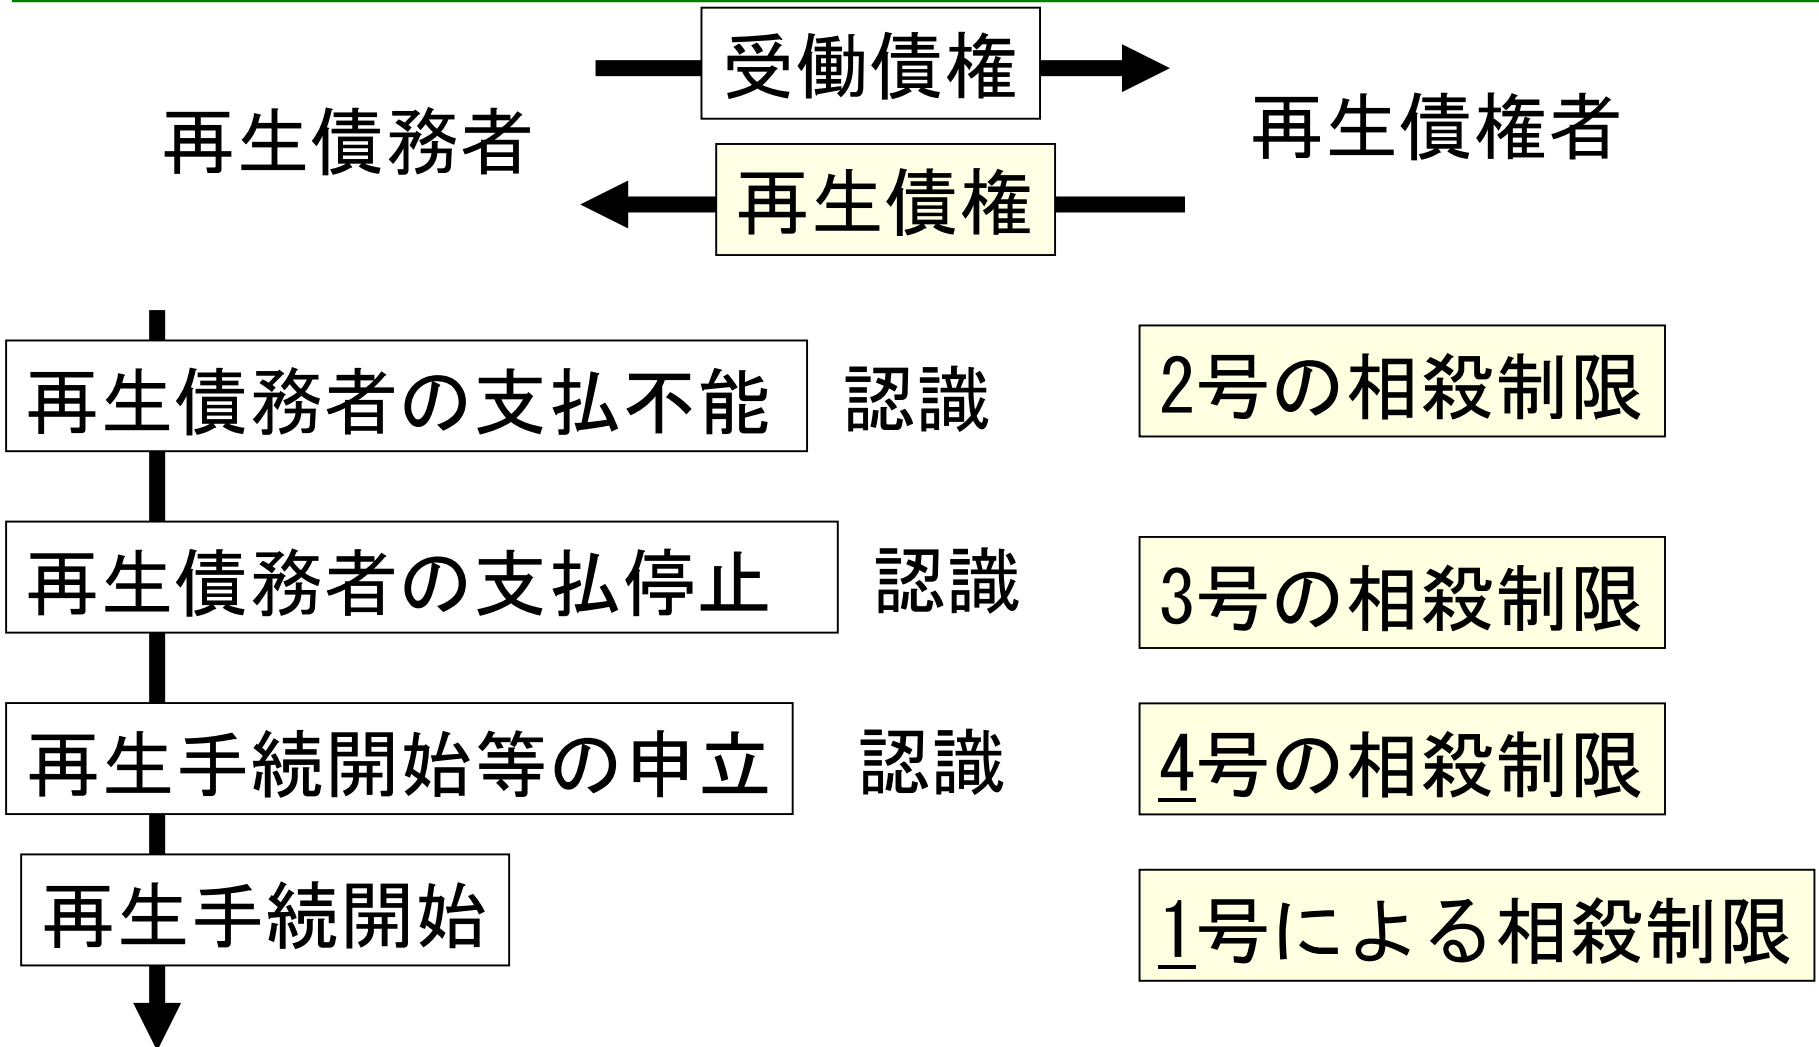 受働債権
再生債務者
再生債権者
再生債権
再生債務者の支払不能 認識 2号の相殺制限
再生債務者の支払停止 認識 3号の相殺制限
再生手続開始等の申立 認識 4号の相殺制限
再生手続開始 1号による相殺制限